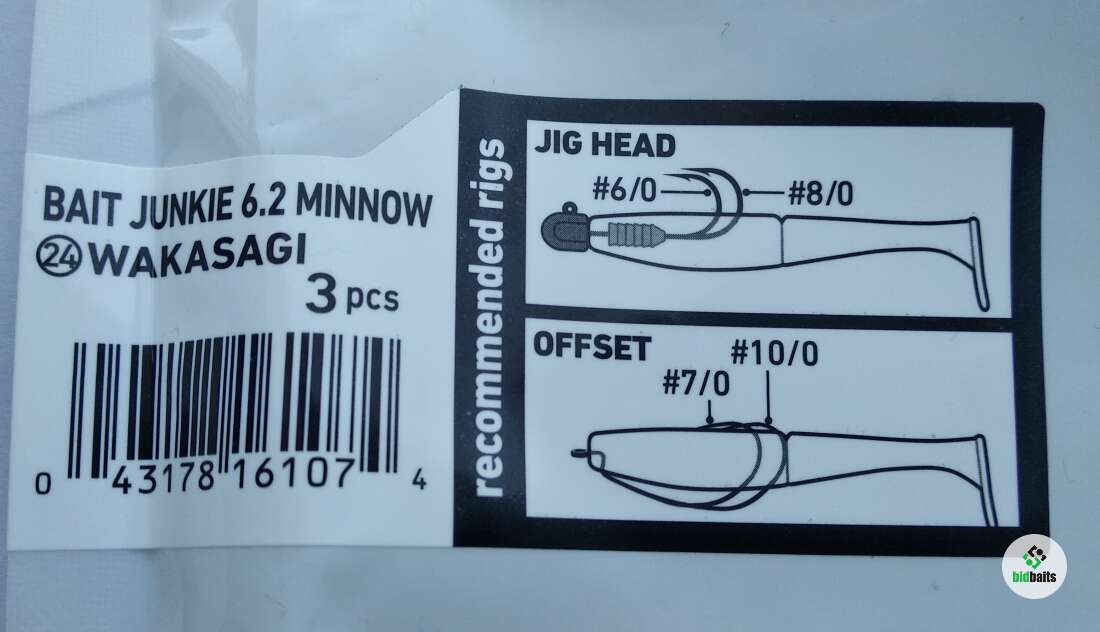 BAIT JUNKIE 6.2 MINNOW
㉔ WAKASAGI
3 pcs
0 43178 16107 4
recommended rigs
JIG HEAD
#6/0 #8/0
OFFSET
#10/0
#7/0
bidbaits